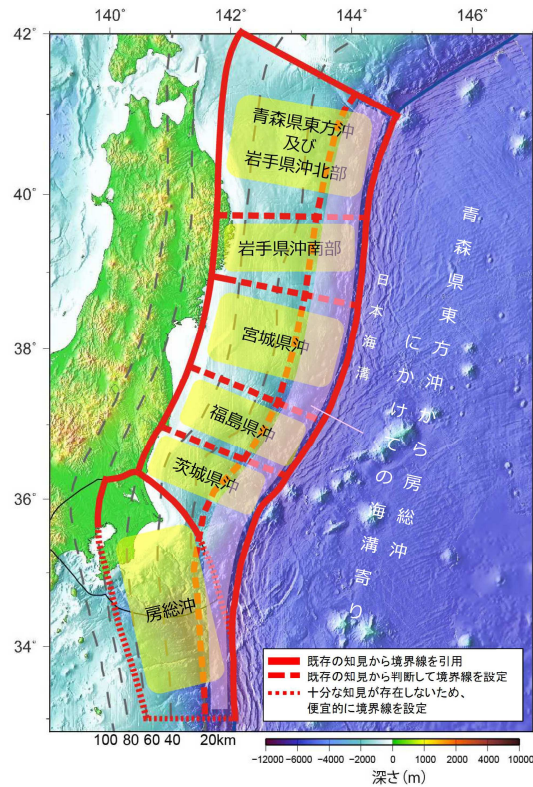 140° 142° 144° 146°
42°
40°
38°
36°
34°
青森県東方沖
及び
岩手県沖北部
岩手県沖南部
宮城県沖
福島県沖
茨城県沖
房総沖
日本海溝
青森県東方沖から房総沖
にかけての海溝寄り
既存の知見から境界線を引用
既存の知見から判断して境界線を設定
十分な知見が存在しないため、
便宜的に境界線を設定
100 80 60 40 20km
-12000 -8000 -6000 -4000 -2000 0 2000 4000 6000 8000 10000
深さ(m)